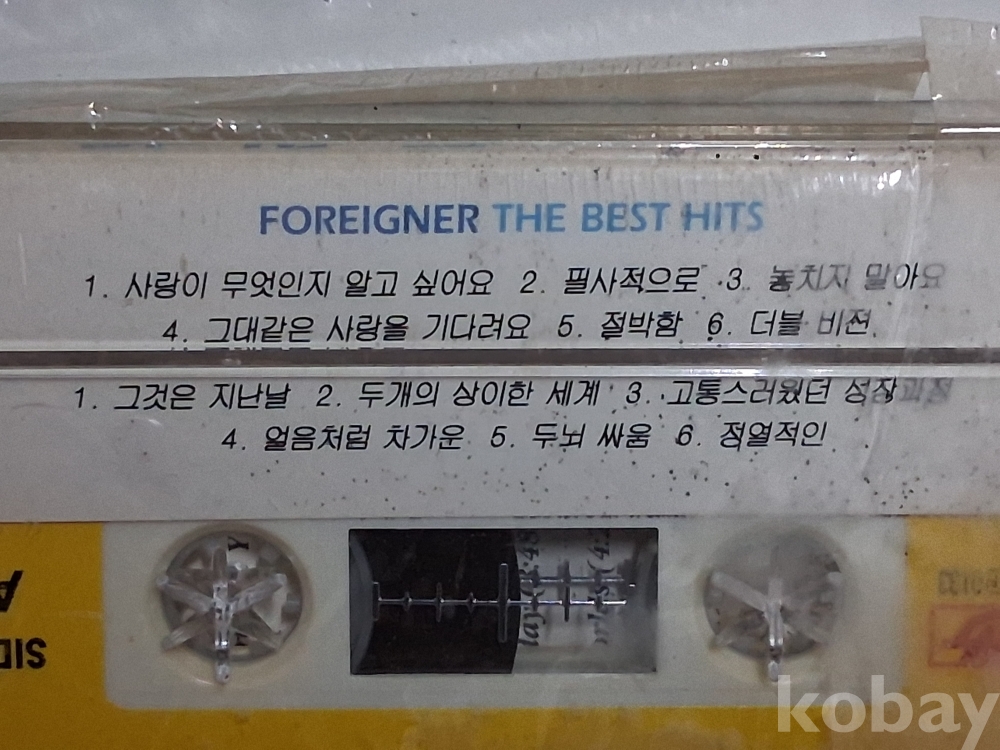 FOREIGNER THE BEST HITS
1. 사랑이 무엇인지 알고 싶어요 2. 필사적으로 3. 놓치지 말아요
4. 그대같은 사랑을 기다려요 5. 절박함 6. 더블 비젼
1. 그것은 지난날 2. 두개의 상이한 세계 3. 고통스러웠던 성장과정
4. 얼음처럼 차가운 5. 두뇌 싸움 6. 정열적인
A
SID
kobay